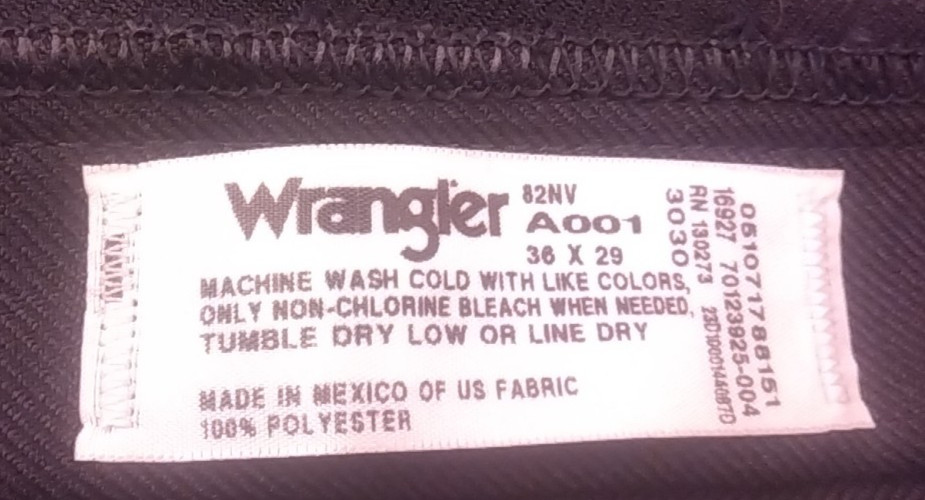 Wrangler
82NV
A001
36 X 29
MACHINE WASH COLD WITH LIKE COLORS,
ONLY NON-CHLORINE BLEACH WHEN NEEDED,
TUMBLE DRY LOW OR LINE DRY
MADE IN MEXICO OF US FABRIC
100% POLYESTER
051071788151
16927 70123925-004
RN 130273
3030